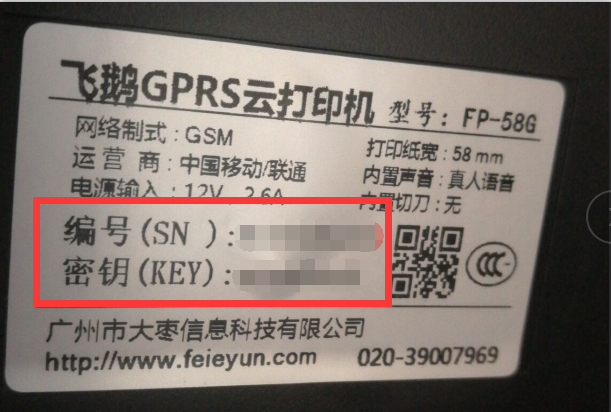 飞鹅GPRS云打印机 型号: FP-58G
网络制式: GSM 打印纸宽: 58 mm
运营商: 中国移动/联通 内置声音: 真人语音
电源输入: 12V 2.6A 内置切刀: 无
编号(SN ):
密钥(KEY):
CCC
广州市大枣信息科技有限公司
http://www.feieyun.com 020-39007969